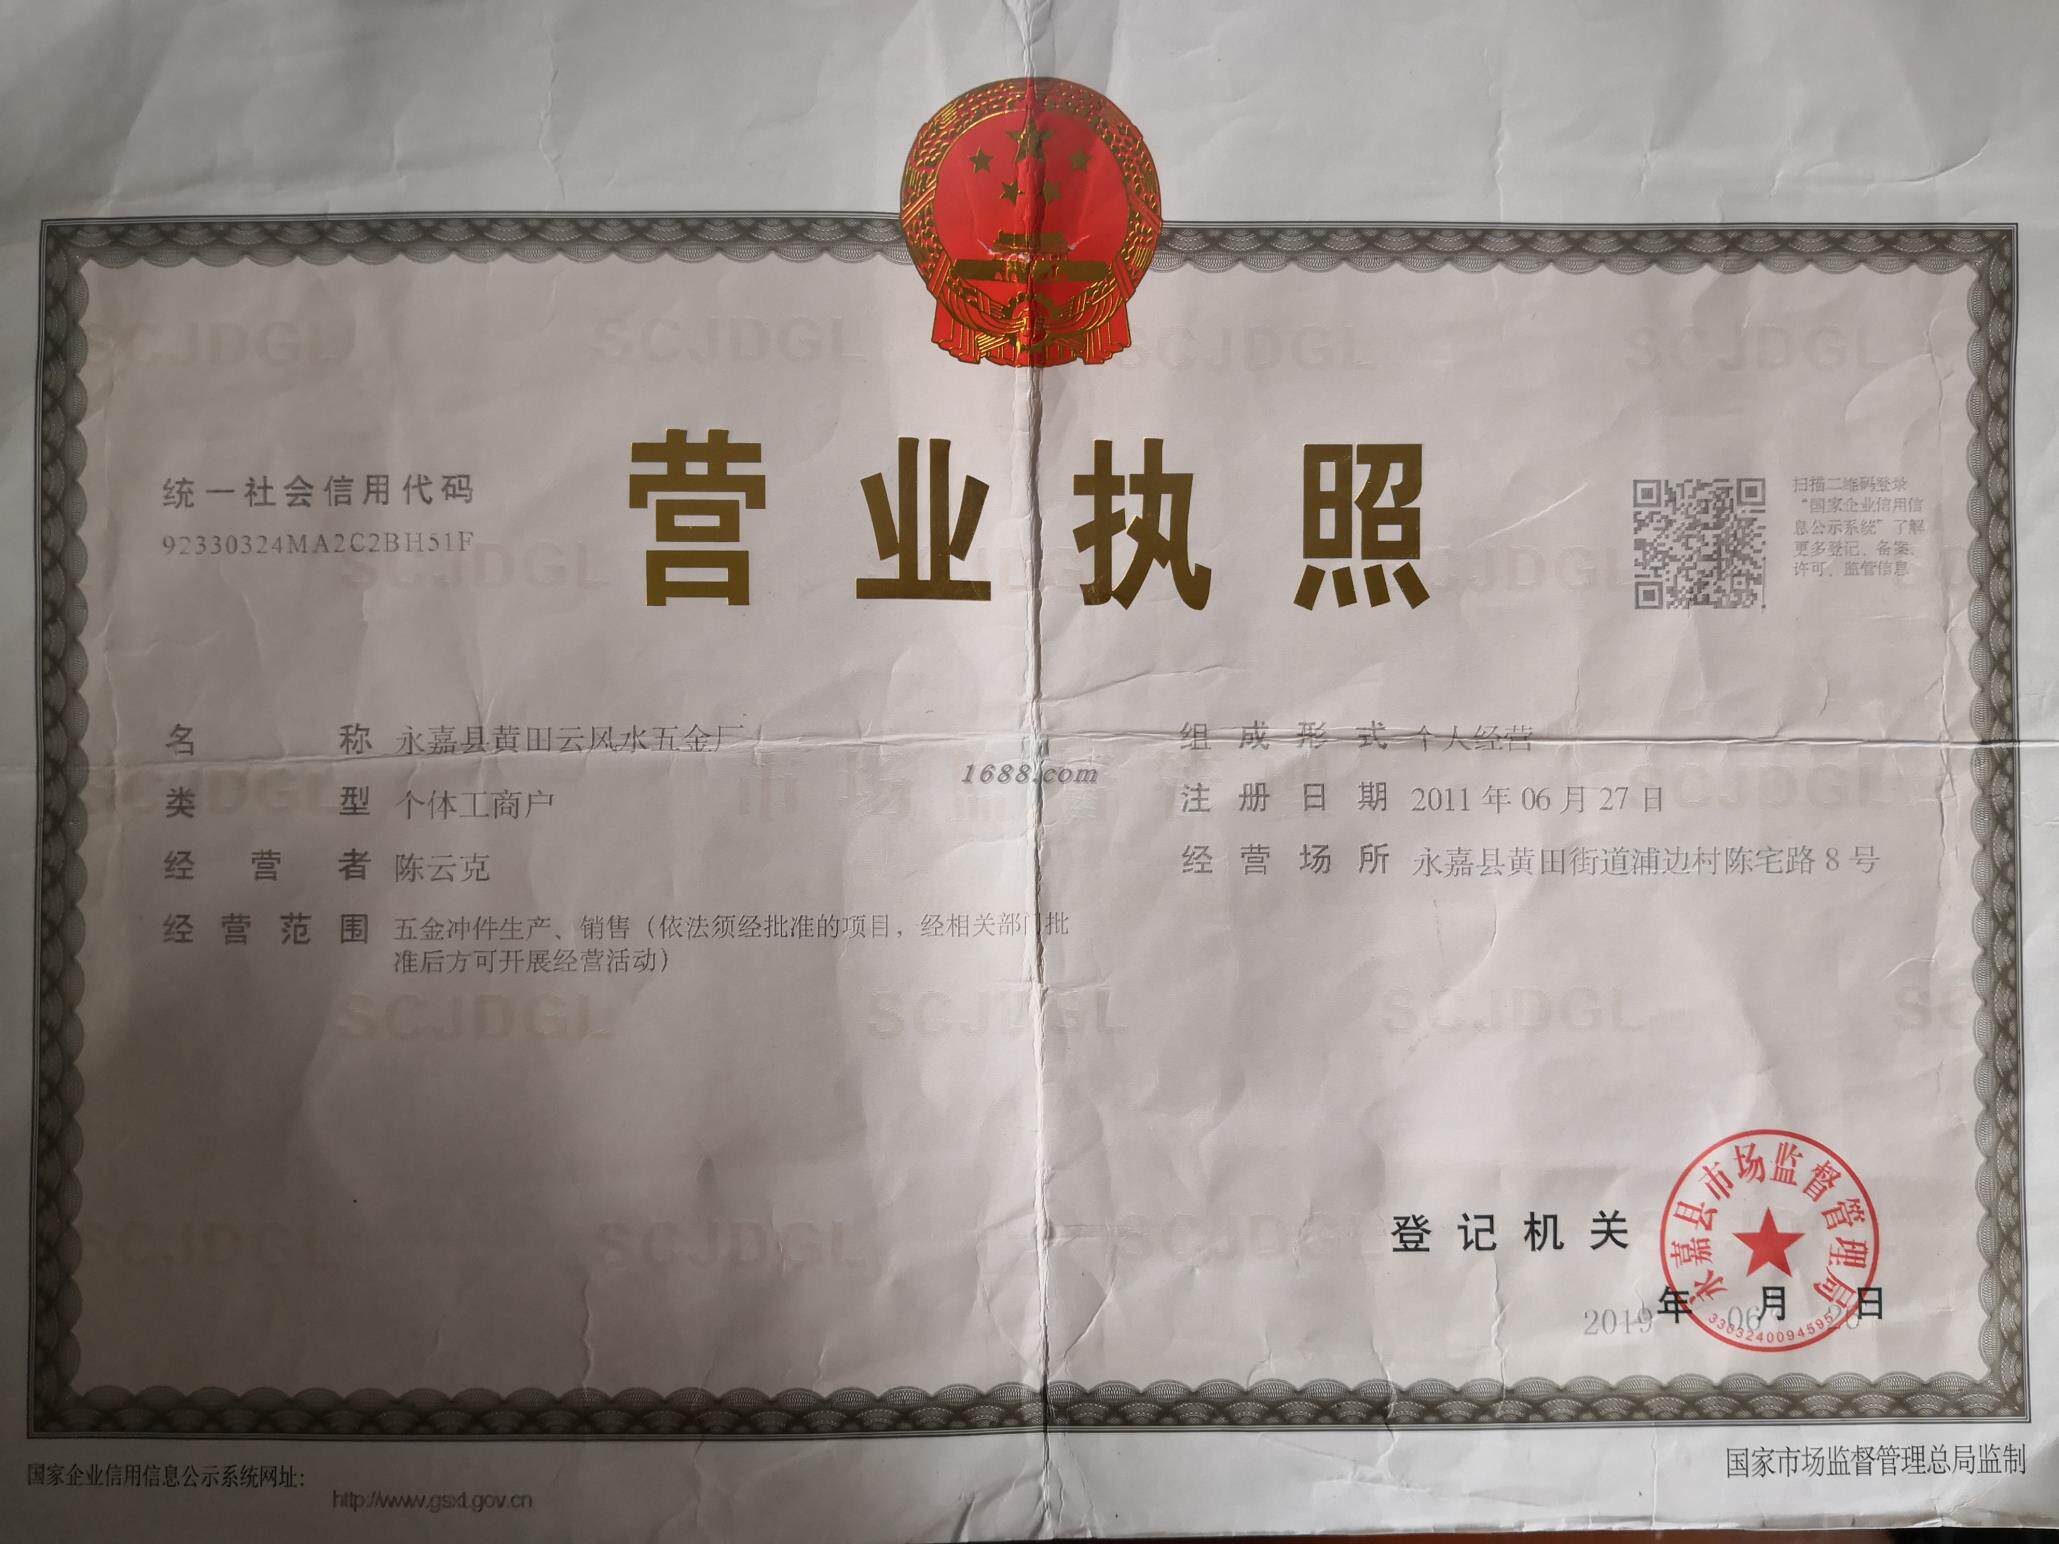 营业执照
统一社会信用代码
92330324MA2C2BH51F
扫描二维码登录
“国家企业信用信
息公示系统”了解
更多登记、备案、
许可、监管信息
名称 永嘉县黄田云风水五金厂
类型 个体工商户
经营者 陈云克
经营范围 五金冲件生产、销售（依法须经批准的项目，经相关部门批
准后方可开展经营活动）
组成形式 个人经营
注册日期 2011年06月27日
经营场所 永嘉县黄田街道浦边村陈宅路8号
1688.com
登记机关
永嘉县市场监督管理局
2019年06月 日
国家企业信用信息公示系统网址：
http://www.gsxt.gov.cn
国家市场监督管理总局监制
SCJDGL